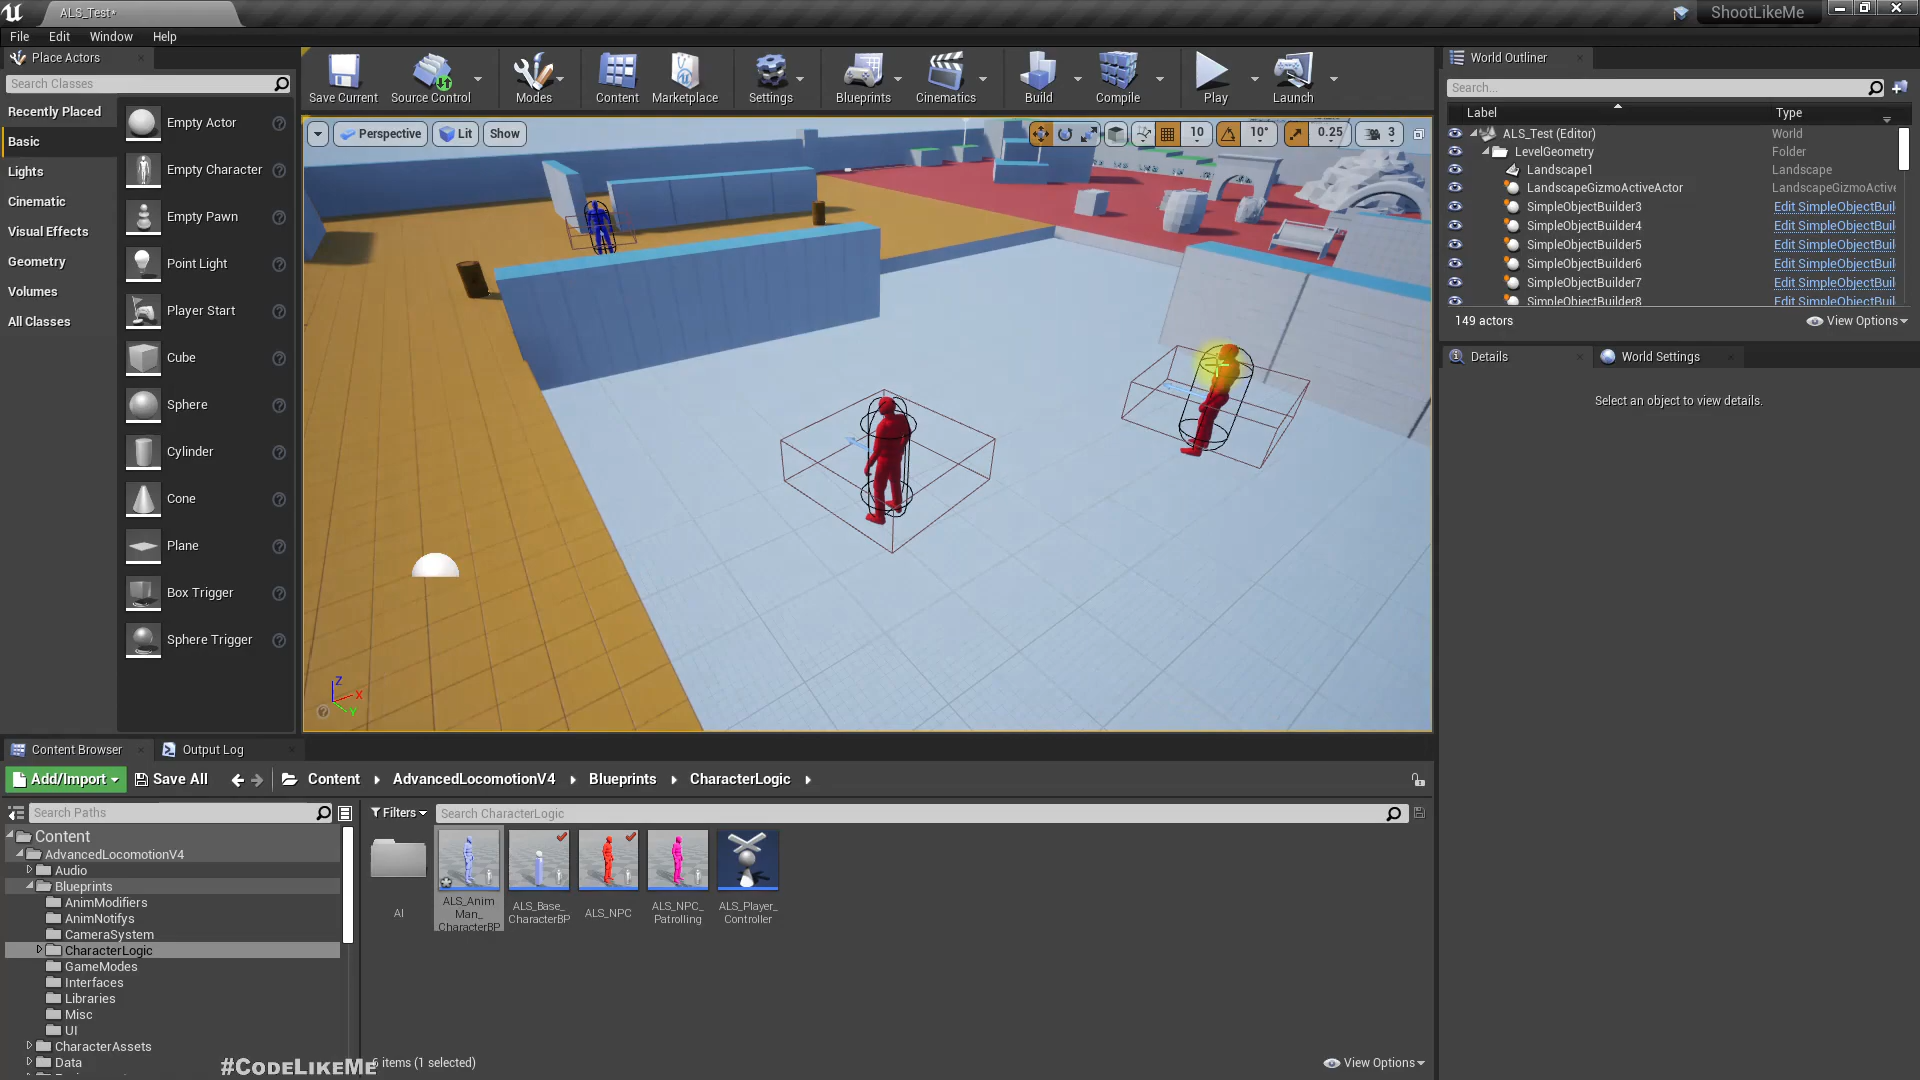 ALS_Test*
ShootLikeMe
File Edit Window Help
Place Actors
Search Classes
Recently Placed
Basic
Lights
Cinematic
Visual Effects
Geometry
Volumes
All Classes
Empty Actor
Empty Character
Empty Pawn
Point Light
Player Start
Cube
Sphere
Cylinder
Cone
Plane
Box Trigger
Sphere Trigger
Save Current Source Control Modes Content Marketplace Settings Blueprints Cinematics Build Compile Play Launch
Perspective Lit Show 10 10° 0.25 3
Z
X
Y
World Outliner
Search...
Label Type
ALS_Test (Editor) World
LevelGeometry Folder
Landscape1 Landscape
LandscapeGizmoActiveActor LandscapeGizmoActive
SimpleObjectBuilder3 Edit SimpleObjectBuil
SimpleObjectBuilder4 Edit SimpleObjectBuil
SimpleObjectBuilder5 Edit SimpleObjectBuil
SimpleObjectBuilder6 Edit SimpleObjectBuil
SimpleObjectBuilder7 Edit SimpleObjectBuil
SimpleObjectBuilder8 Edit SimpleObjectBuil
149 actors View Options
Details World Settings
Select an object to view details.
Content Browser Output Log
Add/Import Save All Content AdvancedLocomotionV4 Blueprints CharacterLogic
Search Paths
Filters Search CharacterLogic
Content
AdvancedLocomotionV4
Audio
Blueprints
AnimModifiers
AnimNotifys
CameraSystem
CharacterLogic
GameModes
Interfaces
Libraries
Misc
UI
CharacterAssets
Data
AI
ALS_Anim
Man_
CharacterBP
ALS_Base_
CharacterBP
ALS_NPC
ALS_NPC_
Patrolling
ALS_Player_
Controller
#CodeLikeMe
6 items (1 selected) View Options